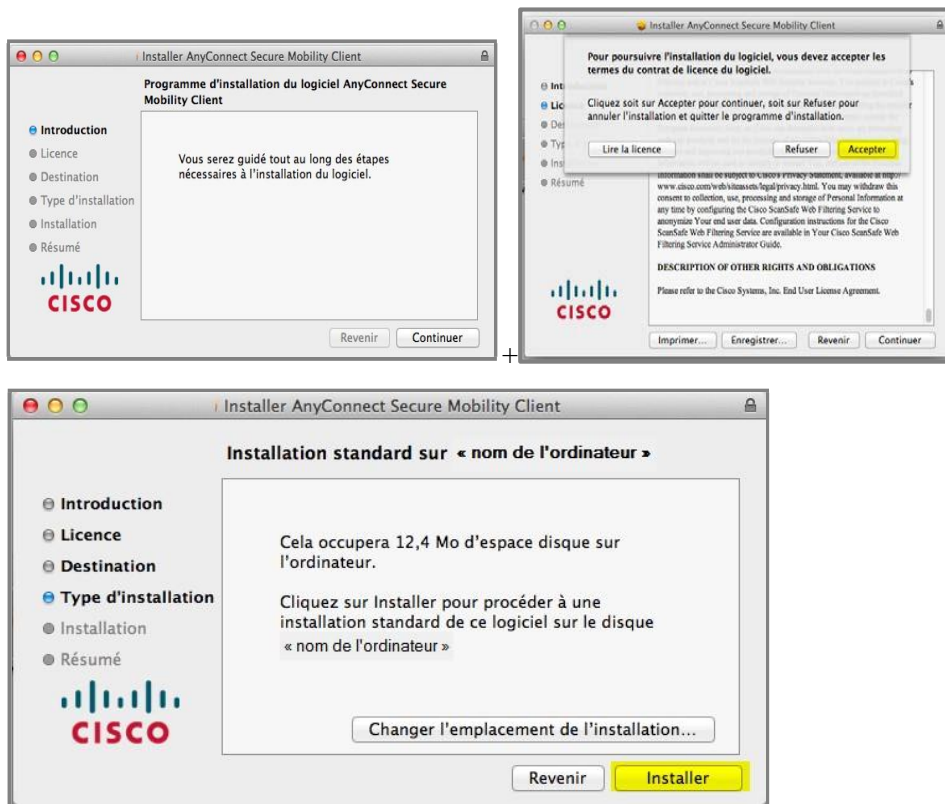 Installer AnyConnect Secure Mobility Client
Programme d'installation du logiciel AnyConnect Secure
Mobility Client
Introduction
Licence
Destination
Type d'installation
Installation
Résumé
Vous serez guidé tout au long des étapes
nécessaires à l'installation du logiciel.
CISCO
Revenir
Continuer
+
Installer AnyConnect Secure Mobility Client
Pour poursuivre l'installation du logiciel, vous devez accepter les
termes du contrat de licence du logiciel.
Cliquez soit sur Accepter pour continuer, soit sur Refuser pour
annuler l'installation et quitter le programme d'installation.
Lire la licence
Refuser
Accepter
Résumé
information shall be subject to Cisco's Privacy Statement, available at http://
www.cisco.com/web/siteassets/legal/privacy.html. You may withdraw this
consent to collection, use, processing and storage of Personal Information at
any time by configuring the Cisco ScanSafe Web Filtering Service to
anonymize Your end user data. Configuration instructions for the Cisco
ScanSafe Web Filtering Service are available in Your Cisco ScanSafe Web
Filtering Service Administrator Guide.
DESCRIPTION OF OTHER RIGHTS AND OBLIGATIONS
Please refer to the Cisco Systems, Inc. End User License Agreement.
CISCO
Imprimer...
Enregistrer...
Revenir
Continuer
Installer AnyConnect Secure Mobility Client
Installation standard sur « nom de l'ordinateur »
Introduction
Licence
Destination
Type d'installation
Installation
Résumé
Cela occupera 12,4 Mo d'espace disque sur
l'ordinateur.
Cliquez sur Installer pour procéder à une
installation standard de ce logiciel sur le disque
« nom de l'ordinateur »
CISCO
Changer l'emplacement de l'installation...
Revenir
Installer